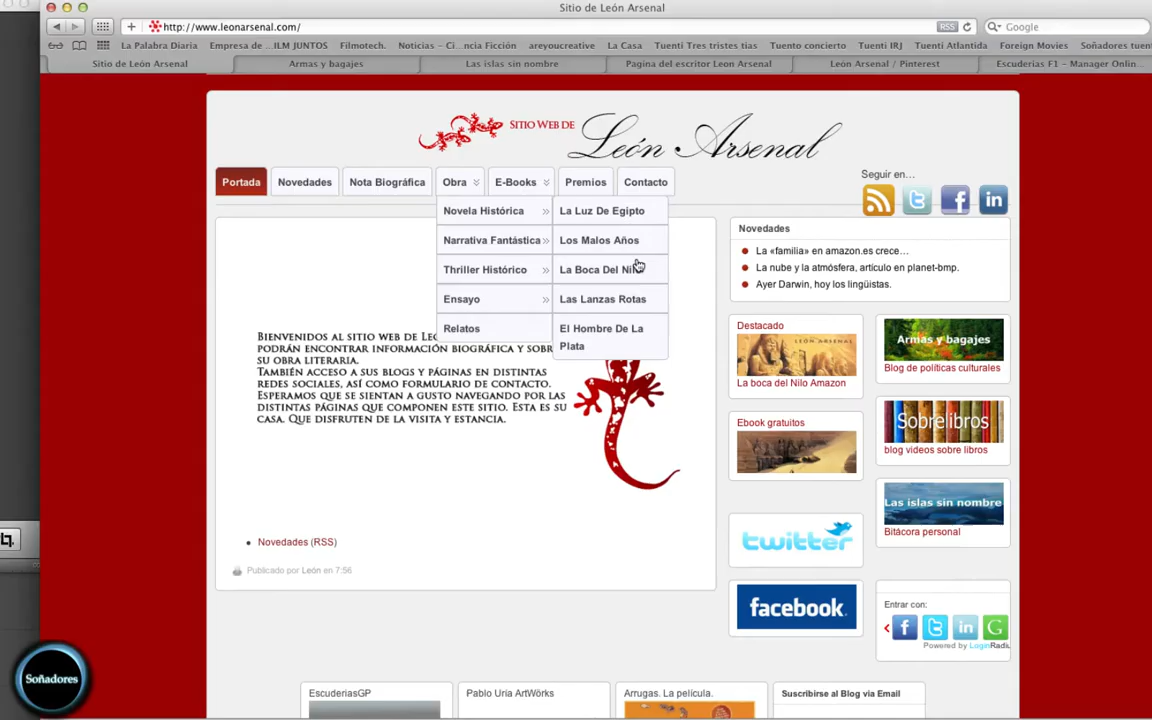 Sitio de León Arsenal
http://www.leonarsenal.com/
RSS
Google
La Palabra Diaria
Empresa de ...ILM JUNTOS
Filmotech.
Noticias – Ci...ncia Ficción
areyoucreative
La Casa
Tuenti Tres tristes tias
Tuento concierto
Tuenti IRJ
Tuenti Atlantida
Foreign Movies
Soñadores tuen
Sitio de León Arsenal
Armas y bagajes
Las islas sin nombre
Pagina del escritor Leon Arsenal
León Arsenal / Pinterest
Escuderias F1 – Manager Onlin...
SITIO WEB DE León Arsenal
Portada
Novedades
Nota Biográfica
Obra
E-Books
Premios
Contacto
Seguir en...
Novela Histórica »
Narrativa Fantástica »
Thriller Histórico »
Ensayo »
Relatos
La Luz De Egipto
Los Malos Años
La Boca Del Nilo
Las Lanzas Rotas
El Hombre De La
Plata
BIENVENIDOS AL SITIO WEB DE LE
PODRÁN ENCONTRAR INFORMACIÓN BIOGRÁFICA Y SOBR
SU OBRA LITERARIA.
TAMBIÉN ACCESO A SUS BLOGS Y PÁGINAS EN DISTINTAS
REDES SOCIALES, ASÍ COMO FORMULARIO DE CONTACTO.
ESPERAMOS QUE SE SIENTAN A GUSTO NAVEGANDO POR LAS
DISTINTAS PÁGINAS QUE COMPONEN ESTE SITIO. ESTA ES SU
CASA. QUE DISFRUTEN DE LA VISITA Y ESTANCIA.
Novedades (RSS)
Publicado por León en 7:56
Novedades
La «familia» en amazon.es crece…
La nube y la atmósfera, artículo en planet-bmp.
Ayer Darwin, hoy los lingüistas.
Destacado
LEON ARSENAL
La boca del Nilo Amazon
Ebook gratuitos
twitter
facebook
Armas y bagajes
Blog de políticas culturales
Sobrelibros
blog videos sobre libros
Las islas sin nombre
Bitácora personal
Entrar con:
Powered by LoginRadiu
Soñadores
EscuderiasGP
Pablo Uria ArtWörks
Arrugas. La película.
Suscribirse al Blog via Email